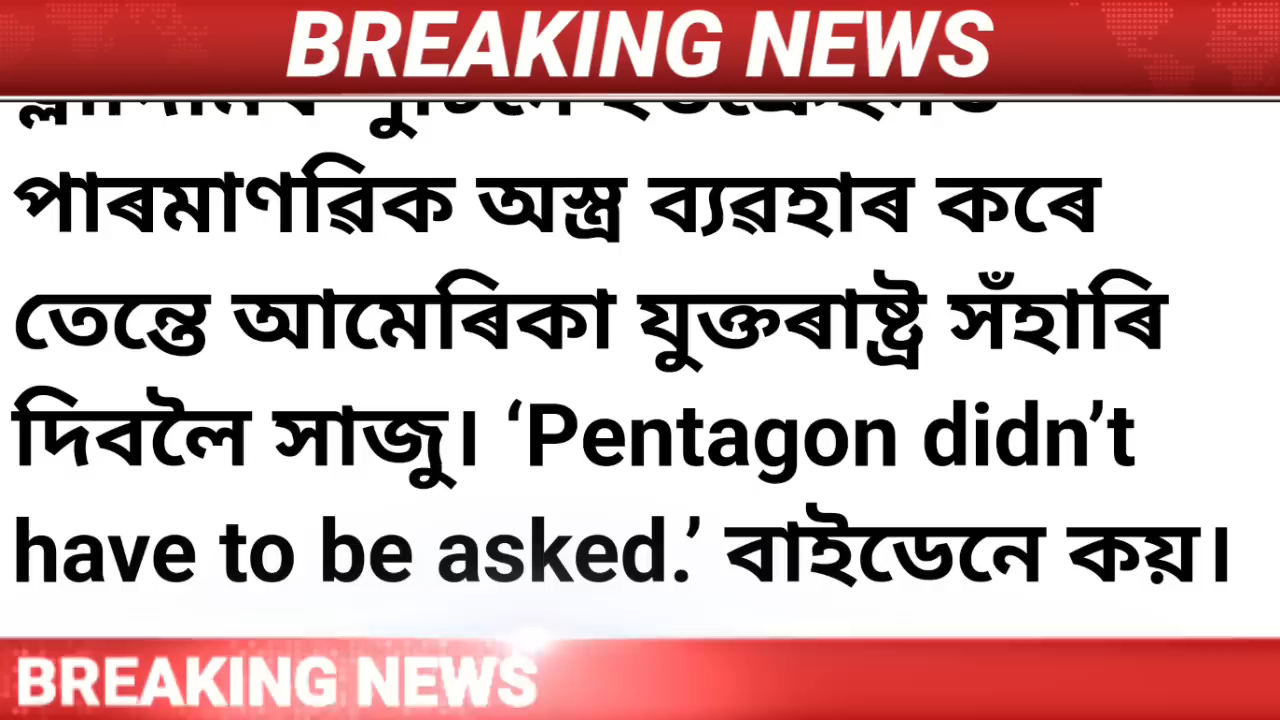 BREAKING NEWS
পাৰমাণৱিক অস্ত্ৰ ব্যৱহাৰ কৰে
তেন্তে আমেৰিকা যুক্তৰাষ্ট্ৰ সঁহাৰি
দিবলৈ সাজু। ‘Pentagon didn’t
have to be asked.’ বাইডেনে কয়।
BREAKING NEWS